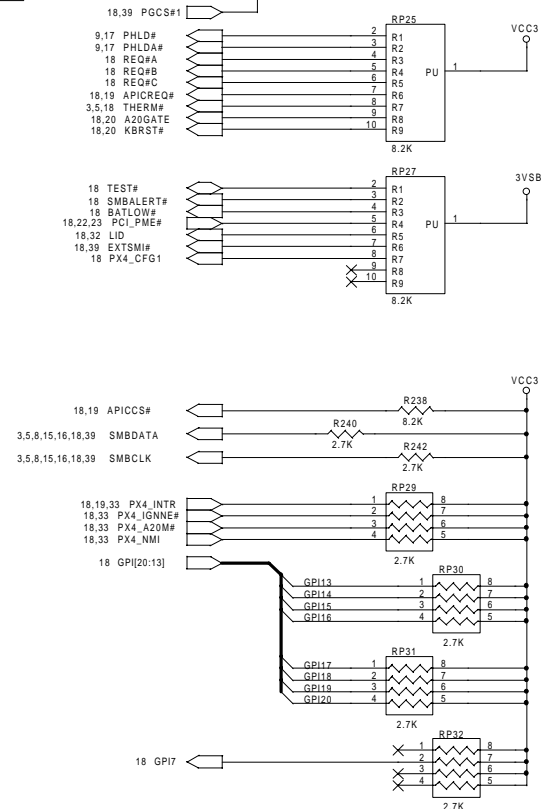 18,39 PGCS#1
RP25
VCC3
9,17 PHLD# 2 R1
9,17 PHLDA# 3 R2
18 REQ#A 4 R3
18 REQ#B 5 R4 PU 1
18 REQ#C 6 R5
18,19 APICREQ# 7 R6
3,5,18 THERM# 8 R7
18,20 A20GATE 9 R8
18,20 KBRST# 10 R9
8.2K
RP27
3VSB
18 TEST# 2 R1
18 SMBALERT# 3 R2
18 BATLOW# 4 R3
18,22,23 PCI_PME# 5 R4 PU 1
18,32 LID 6 R5
18,39 EXTSMI# 7 R6
18 PX4_CFG1 8 R7
9 R8
10 R9
8.2K
VCC3
R238
18,19 APICCS#
8.2K
R240
3,5,8,15,16,18,39 SMBDATA
2.7K
R242
3,5,8,15,16,18,39 SMBCLK
2.7K
RP29
18,19,33 PX4_INTR 1 8
18,33 PX4_IGNNE# 2 7
18,33 PX4_A20M# 3 6
18,33 PX4_NMI 4 5
2.7K
18 GPI[20:13]
RP30
GPI13 1 8
GPI14 2 7
GPI15 3 6
GPI16 4 5
2.7K
RP31
GPI17 1 8
GPI18 2 7
GPI19 3 6
GPI20 4 5
2.7K
RP32
1 8
18 GPI7 2 7
3 6
4 5
2.7K